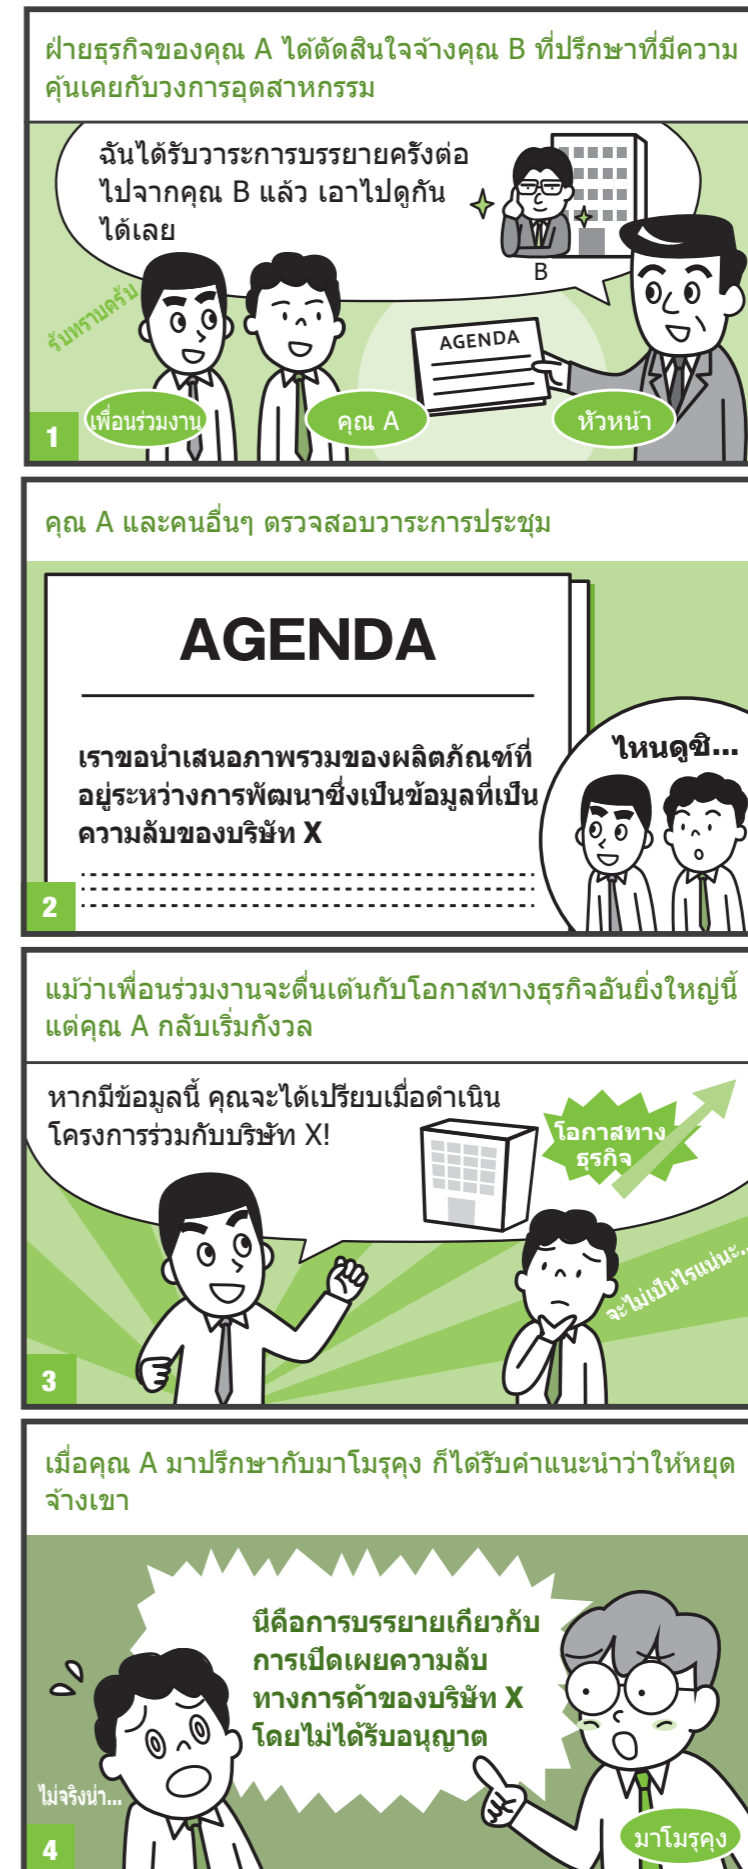 ฝ่ายธุรกิจของคุณ A ได้ตัดสินใจจ้างคุณ B ที่ปรึกษาที่มีความ
คุ้นเคยกับวงการอุตสาหกรรม
ฉันได้รับวาระการบรรยายครั้งต่อ
ไปจากคุณ B แล้ว เอาไปดูกัน
ได้เลย
B
รับทราบครับ
AGENDA
เพื่อนร่วมงาน
คุณ A
หัวหน้า
1
คุณ A และคนอื่นๆ ตรวจสอบวาระการประชุม
AGENDA
เราขอนำเสนอภาพรวมของผลิตภัณฑ์ที่
อยู่ระหว่างการพัฒนาซึ่งเป็นข้อมูลที่เป็น
ความลับของบริษัท X
ไหนดูซิ...
2
แม้ว่าเพื่อนร่วมงานจะตื่นเต้นกับโอกาสทางธุรกิจอันยิ่งใหญ่นี้
แต่คุณ A กลับเริ่มกังวล
หากมีข้อมูลนี้ คุณจะได้เปรียบเมื่อดำเนิน
โครงการร่วมกับบริษัท X!
โอกาสทาง
ธุรกิจ
จะไม่เป็นไรแน่นะ...
3
เมื่อคุณ A มาปรึกษากับมาโมรุคุง ก็ได้รับคำแนะนำว่าให้หยุด
จ้างเขา
นี่คือการบรรยายเกี่ยวกับ
การเปิดเผยความลับ
ทางการค้าของบริษัท X
โดยไม่ได้รับอนุญาต
ไม่จริงน่า...
มาโมรุคุง
4